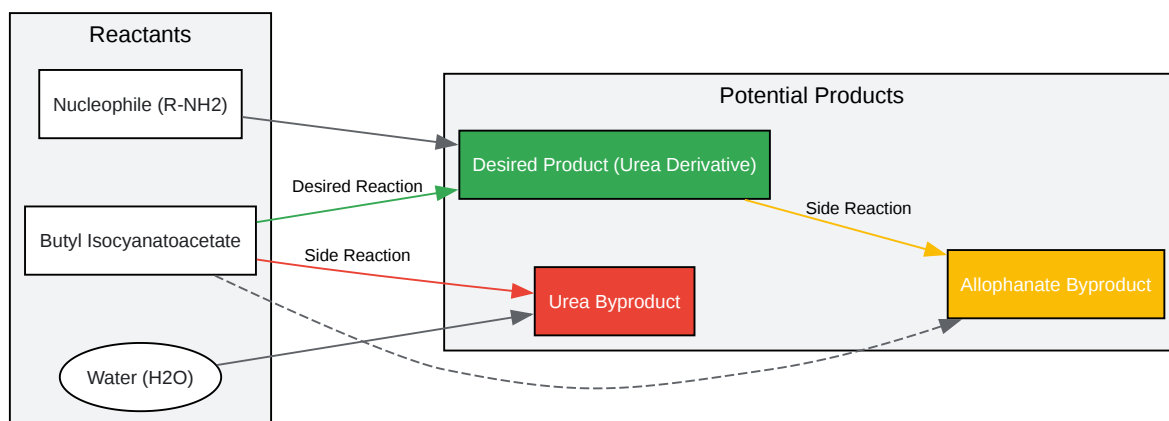 Reactants
Potential Products
Nucleophile (R-NH2)
Desired Product (Urea Derivative)
Desired Reaction
Side Reaction
Butyl Isocyanatoacetate
Side Reaction
Urea Byproduct
Allophanate Byproduct
Water (H2O)